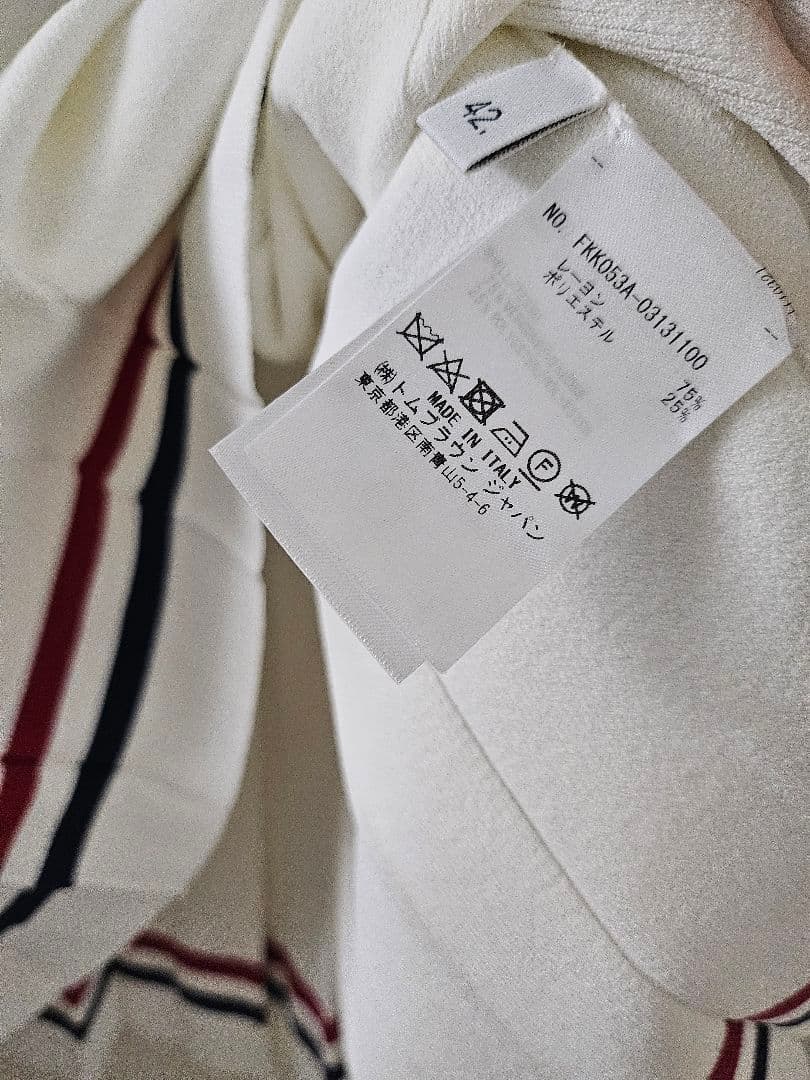 42.
NO. FKK053A-03131100
レーヨン 75%
ポリエステル 25%
F
W
MADE IN ITALY
㈱トムブラウン ジャパン
東京都港区南青山5-4-6